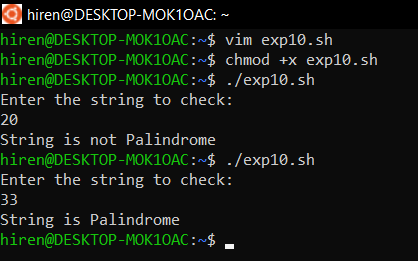 hiren@DESKTOP-MOK1OAC: ~
hiren@DESKTOP-MOK1OAC:~$ vim exp10.sh
hiren@DESKTOP-MOK1OAC:~$ chmod +x exp10.sh
hiren@DESKTOP-MOK1OAC:~$ ./exp10.sh
Enter the string to check:
20
String is not Palindrome
hiren@DESKTOP-MOK1OAC:~$ ./exp10.sh
Enter the string to check:
33
String is Palindrome
hiren@DESKTOP-MOK1OAC:~$